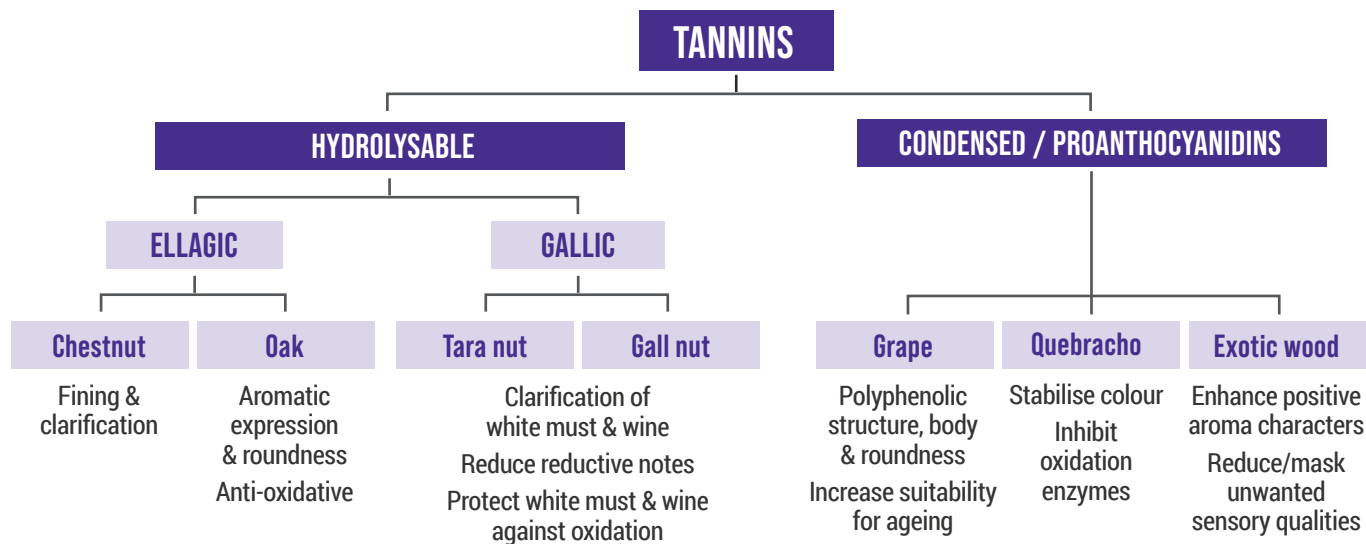 TANNINS
HYDROLYSABLE
CONDENSED / PROANTHOCYANIDINS
ELLAGIC
GALLIC
Chestnut
Oak
Tara nut
Gall nut
Grape
Quebracho
Exotic wood
Fining &
clarification
Aromatic
expression
& roundness
Anti-oxidative
Clarification of
white must & wine
Reduce reductive notes
Protect white must & wine
against oxidation
Polyphenolic
structure, body
& roundness
Increase suitability
for ageing
Stabilise colour
Inhibit
oxidation
enzymes
Enhance positive
aroma characters
Reduce/mask
unwanted
sensory qualities